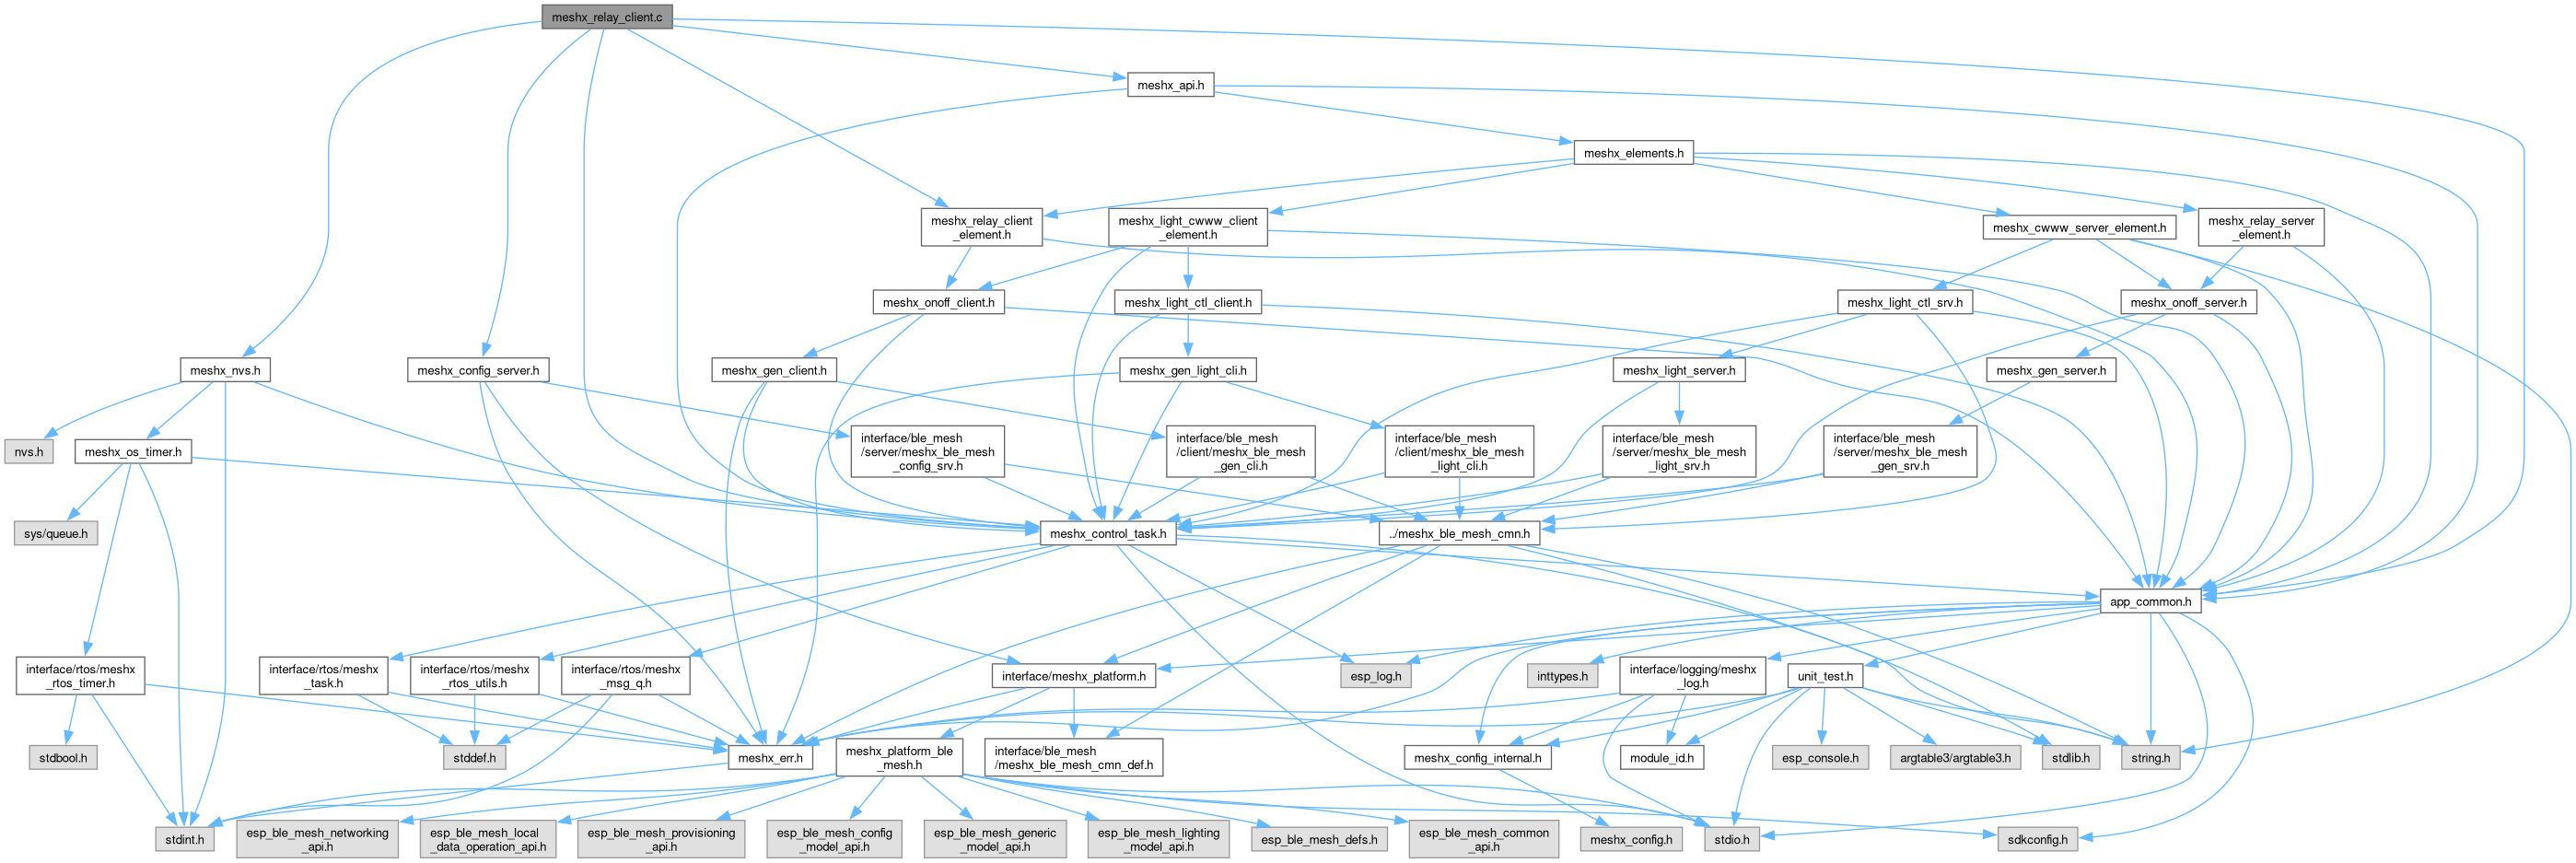 meshx_relay_client.c
meshx_api.h
meshx_elements.h
meshx_relay_client
_element.h
meshx_light_cwww_client
_element.h
meshx_cwww_server_element.h
meshx_relay_server
_element.h
meshx_onoff_client.h
meshx_light_ctl_client.h
meshx_light_ctl_srv.h
meshx_onoff_server.h
meshx_nvs.h
meshx_config_server.h
meshx_gen_client.h
meshx_gen_light_cli.h
meshx_light_server.h
meshx_gen_server.h
nvs.h
meshx_os_timer.h
interface/ble_mesh
/server/meshx_ble_mesh
_config_srv.h
interface/ble_mesh
/client/meshx_ble_mesh
_gen_cli.h
interface/ble_mesh
/client/meshx_ble_mesh
_light_cli.h
interface/ble_mesh
/server/meshx_ble_mesh
_light_srv.h
interface/ble_mesh
/server/meshx_ble_mesh
_gen_srv.h
sys/queue.h
meshx_control_task.h
../meshx_ble_mesh_cmn.h
app_common.h
interface/rtos/meshx
_rtos_timer.h
interface/rtos/meshx
_task.h
interface/rtos/meshx
_rtos_utils.h
interface/rtos/meshx
_msg_q.h
interface/meshx_platform.h
esp_log.h
inttypes.h
interface/logging/meshx
_log.h
unit_test.h
stdbool.h
stddef.h
meshx_err.h
meshx_platform_ble
_mesh.h
interface/ble_mesh
/meshx_ble_mesh_cmn_def.h
meshx_config_internal.h
module_id.h
esp_console.h
argtable3/argtable3.h
stdlib.h
string.h
stdint.h
esp_ble_mesh_networking
_api.h
esp_ble_mesh_local
_data_operation_api.h
esp_ble_mesh_provisioning
_api.h
esp_ble_mesh_config
_model_api.h
esp_ble_mesh_generic
_model_api.h
esp_ble_mesh_lighting
_model_api.h
esp_ble_mesh_defs.h
esp_ble_mesh_common
_api.h
meshx_config.h
stdio.h
sdkconfig.h